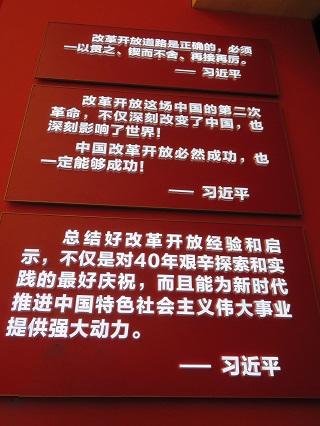 改革开放道路是正确的，必须
一以贯之、锲而不舍、再接再厉。
—— 习近平
改革开放这场中国的第二次
革命，不仅深刻改变了中国，也
深刻影响了世界！
中国改革开放必然成功，也
一定能够成功！
—— 习近平
总结好改革开放经验和启
示，不仅是对40年艰辛探索和实
践的最好庆祝，而且能为新时代
推进中国特色社会主义伟大事业
提供强大动力。
—— 习近平